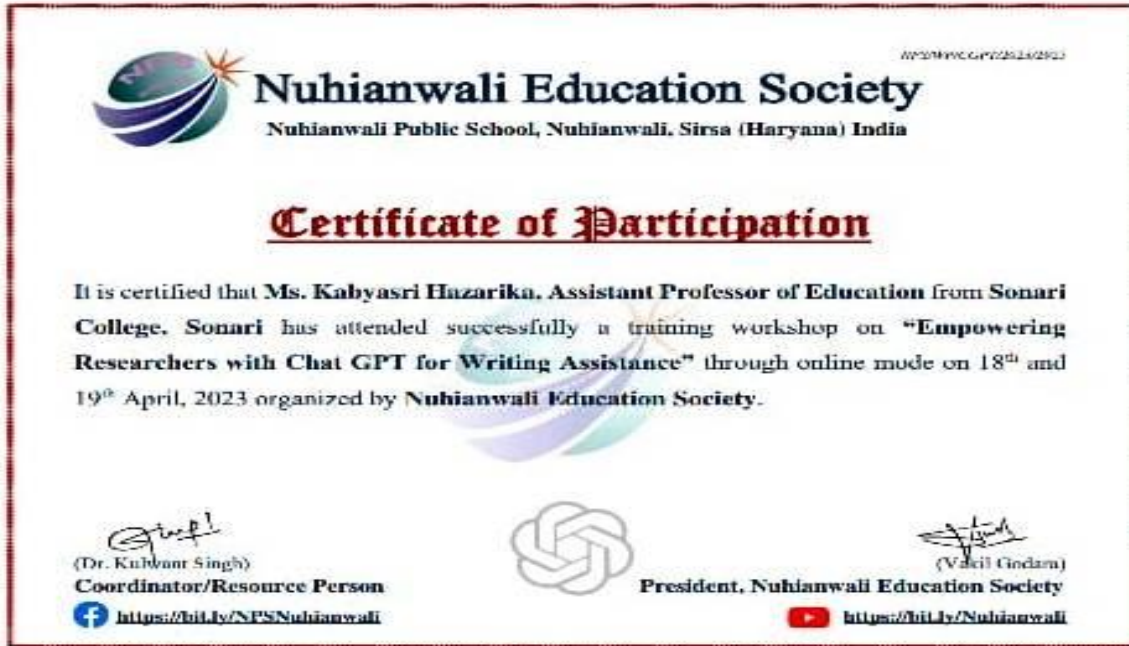 NPS
Nuhianwali Education Society
Nuhianwali Public School, Nuhianwali, Sirsa (Haryana) India
Certificate of Participation
It is certified that Ms. Kabyasri Hazarika, Assistant Professor of Education from Sonari
College, Sonari has attended successfully a training workshop on “Empowering
Researchers with Chat GPT for Writing Assistance” through online mode on 18th and
19th April, 2023 organized by Nuhianwali Education Society.
(Dr. Kulwant Singh)
Coordinator/Resource Person
https://bit.ly/NPSNuhianwali
(Vakil Godara)
President, Nuhianwali Education Society
https://bit.ly/Nuhianwali